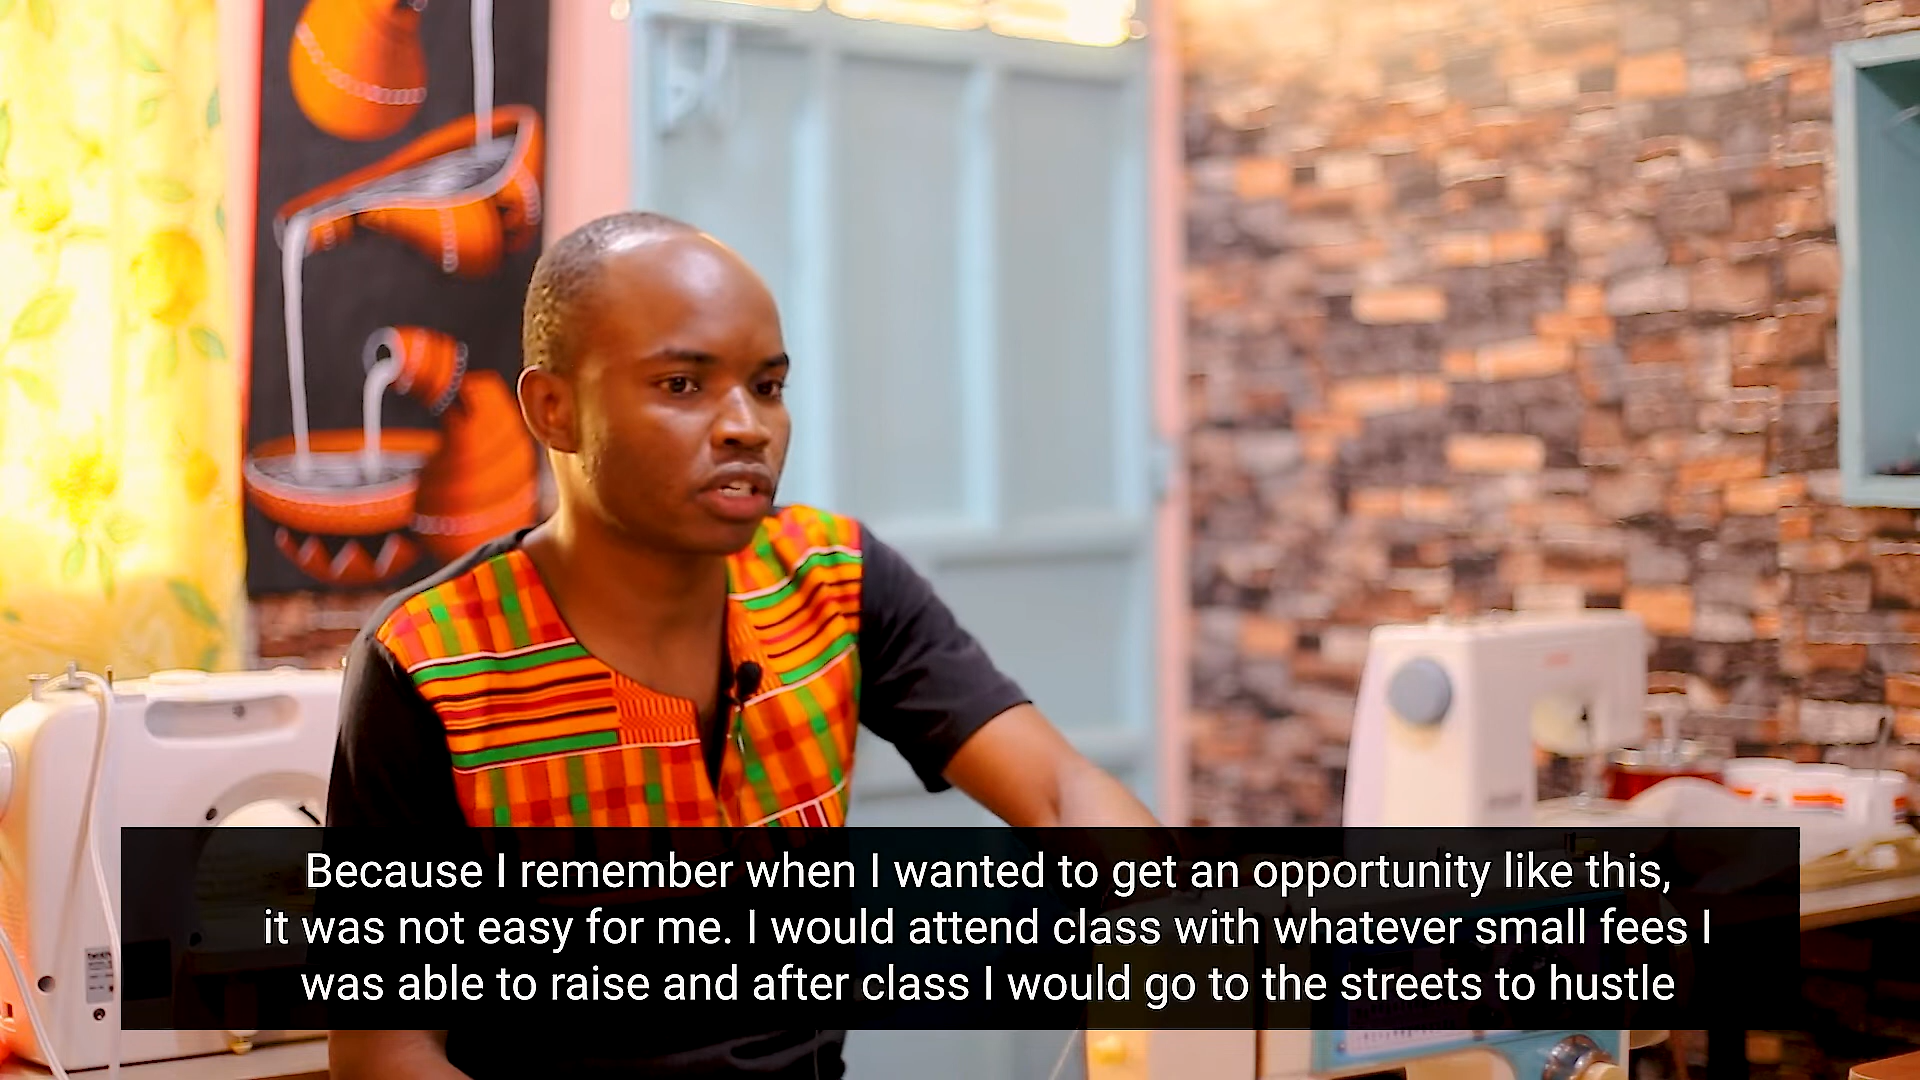 Because I remember when I wanted to get an opportunity like this,
it was not easy for me. I would attend class with whatever small fees I
was able to raise and after class I would go to the streets to hustle